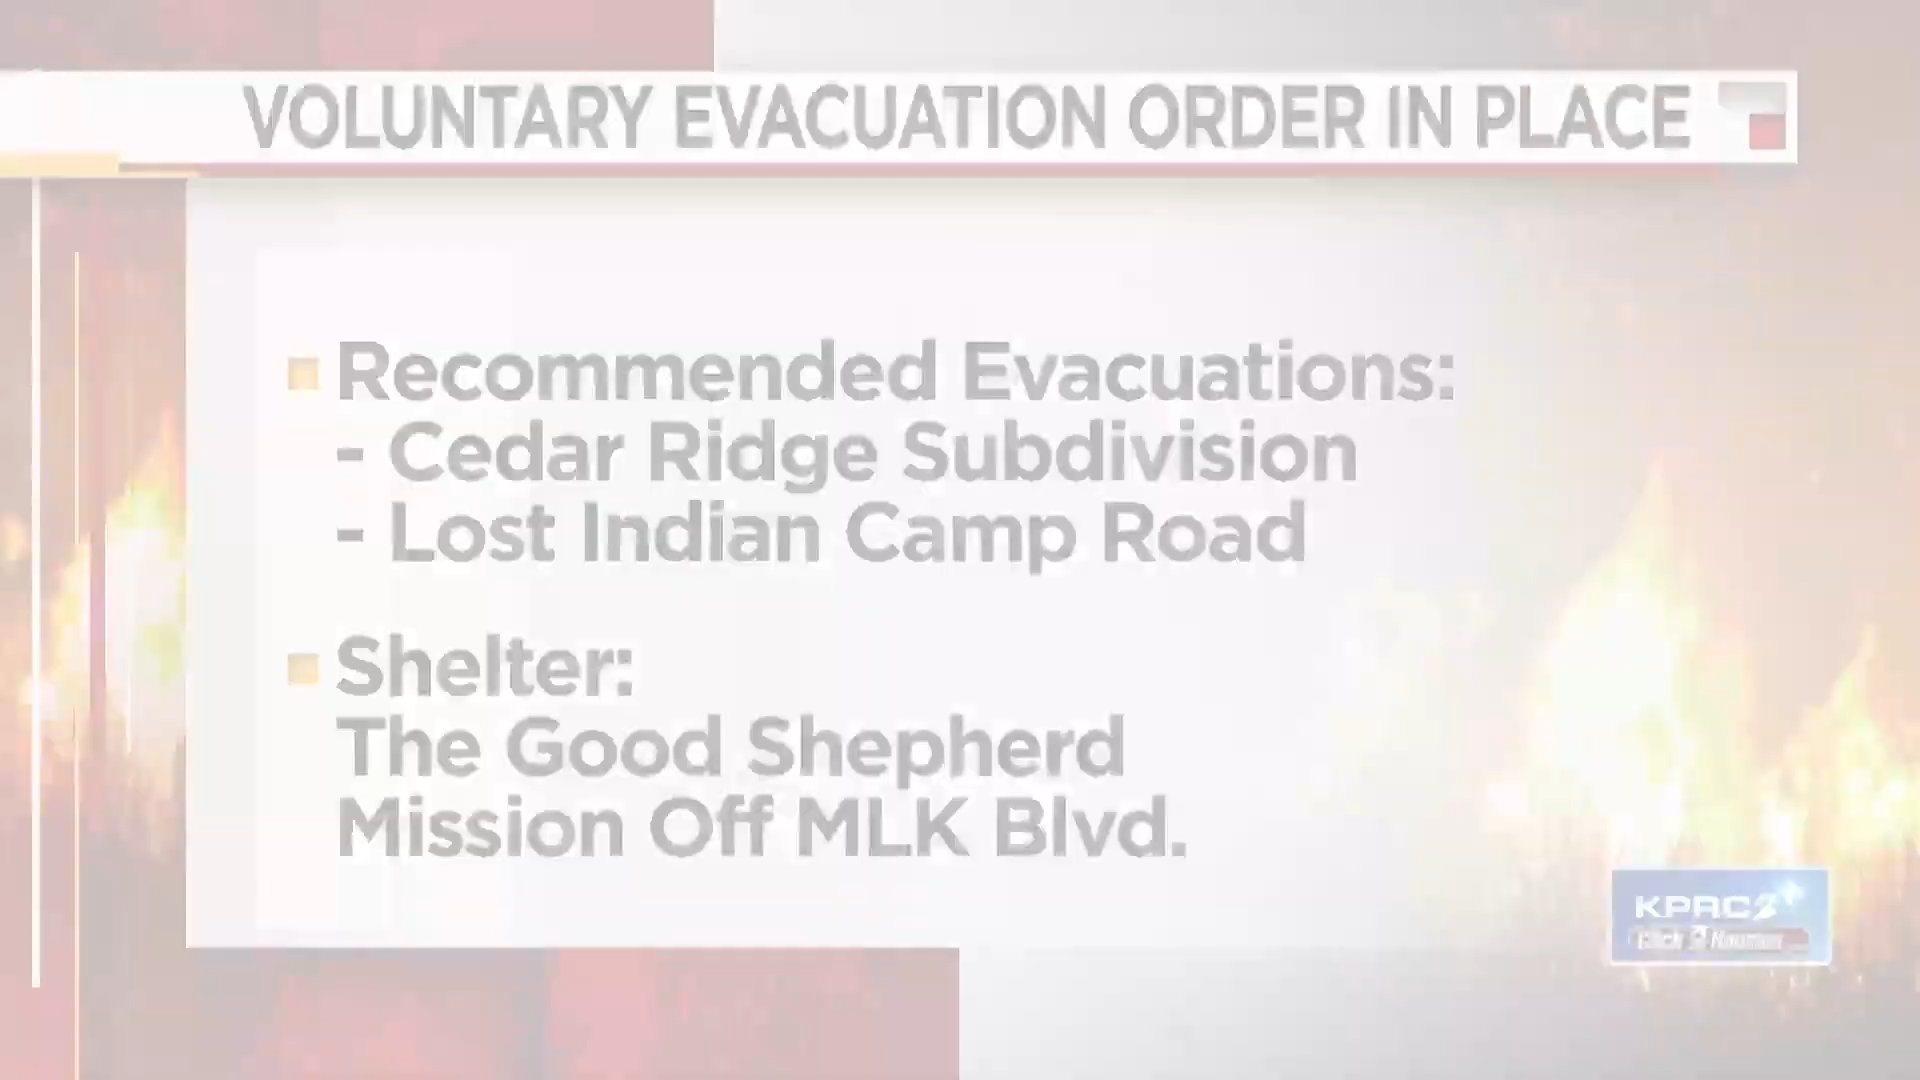 VOLUNTARY EVACUATION ORDER IN PLACE
Recommended Evacuations:
- Cedar Ridge Subdivision
- Lost Indian Camp Road
Shelter:
The Good Shepherd
Mission Off MLK Blvd.
KPRC2+
Click2Houston